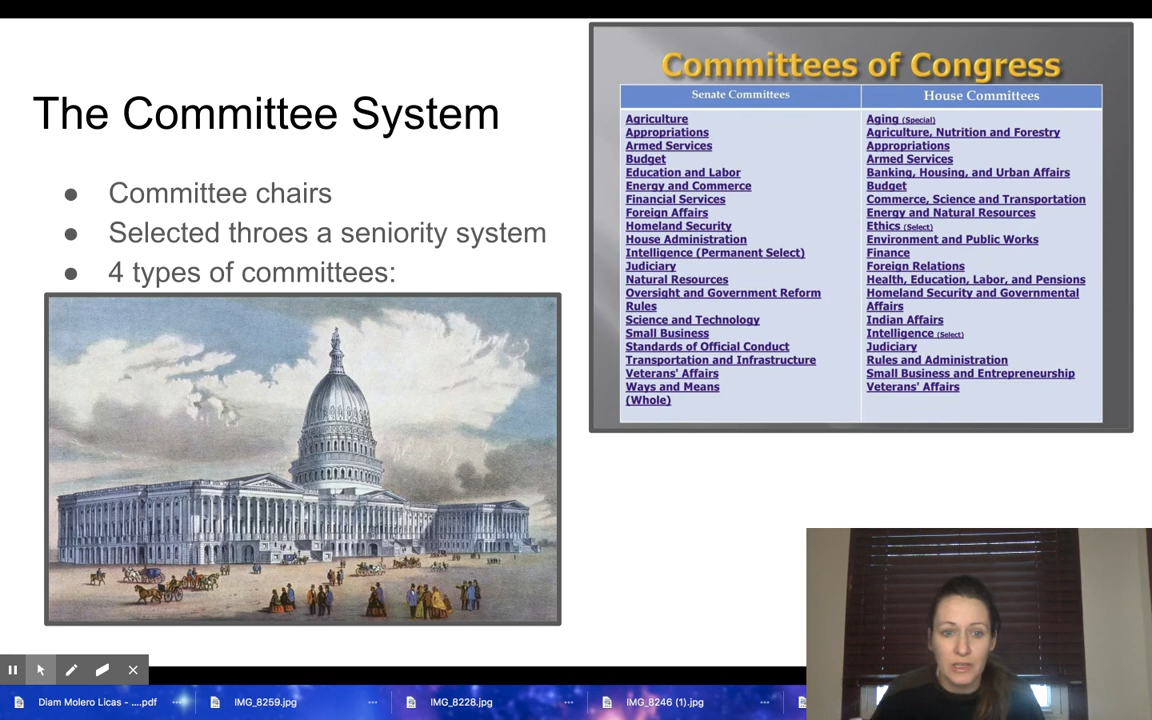 The Committee System
Committee chairs
Selected throes a seniority system
4 types of committees:
Committees of Congress
Senate Committees
Agriculture
Appropriations
Armed Services
Budget
Education and Labor
Energy and Commerce
Financial Services
Foreign Affairs
Homeland Security
House Administration
Intelligence (Permanent Select)
Judiciary
Natural Resources
Oversight and Government Reform
Rules
Science and Technology
Small Business
Standards of Official Conduct
Transportation and Infrastructure
Veterans' Affairs
Ways and Means
(Whole)
House Committees
Aging (Special)
Agriculture, Nutrition and Forestry
Appropriations
Armed Services
Banking, Housing, and Urban Affairs
Budget
Commerce, Science and Transportation
Energy and Natural Resources
Ethics (Select)
Environment and Public Works
Finance
Foreign Relations
Health, Education, Labor, and Pensions
Homeland Security and Governmental
Affairs
Indian Affairs
Intelligence (Select)
Judiciary
Rules and Administration
Small Business and Entrepreneurship
Veterans' Affairs
Diam Molero Licas - ....pdf
IMG_8259.jpg
IMG_8228.jpg
IMG_8246 (1).jpg